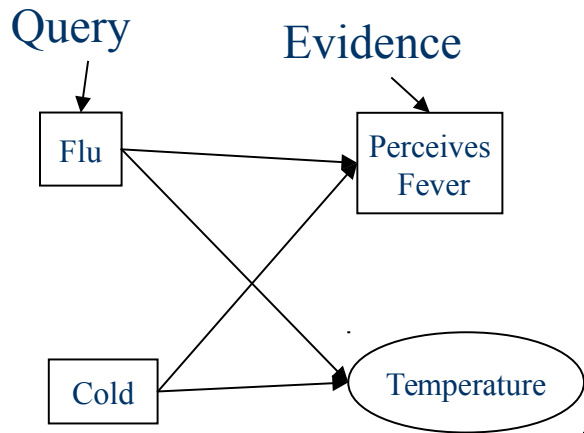 Query
Evidence
Flu
Perceives
Fever
Cold
Temperature